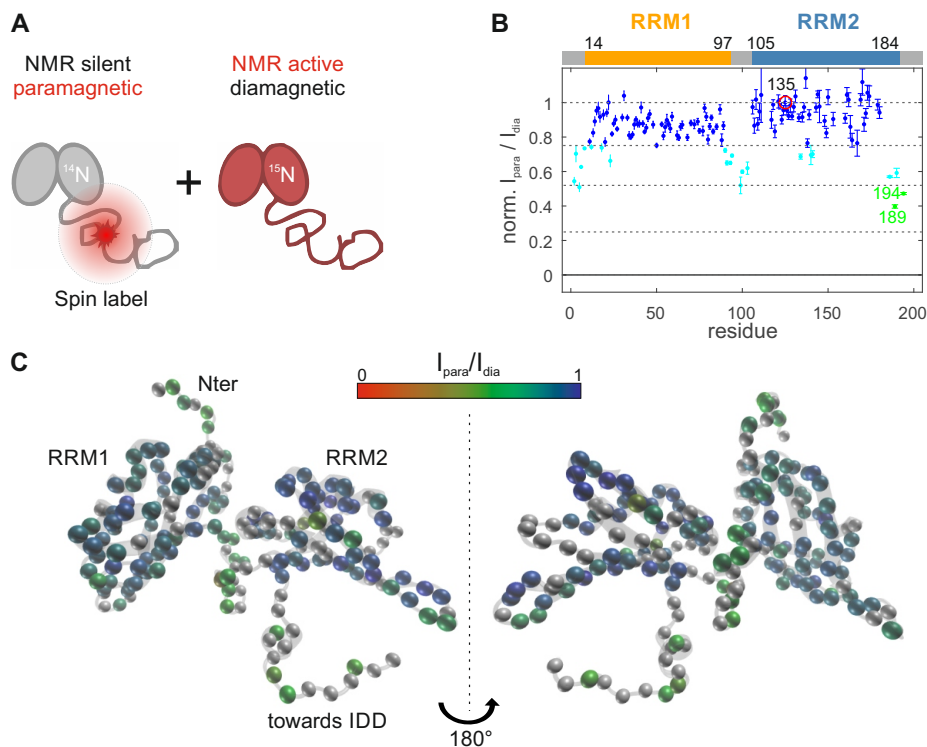 A
NMR silent
paramagnetic
NMR active
diamagnetic
14N
15N
+
Spin label
B
RRM1
RRM2
14
97
105
184
135
194
189
1
0.8
0.6
0.4
0.2
0
norm. Ipara / Idia
0
50
100
150
200
residue
C
Ipara/Idia
0
1
Nter
RRM1
RRM2
towards IDD
180°